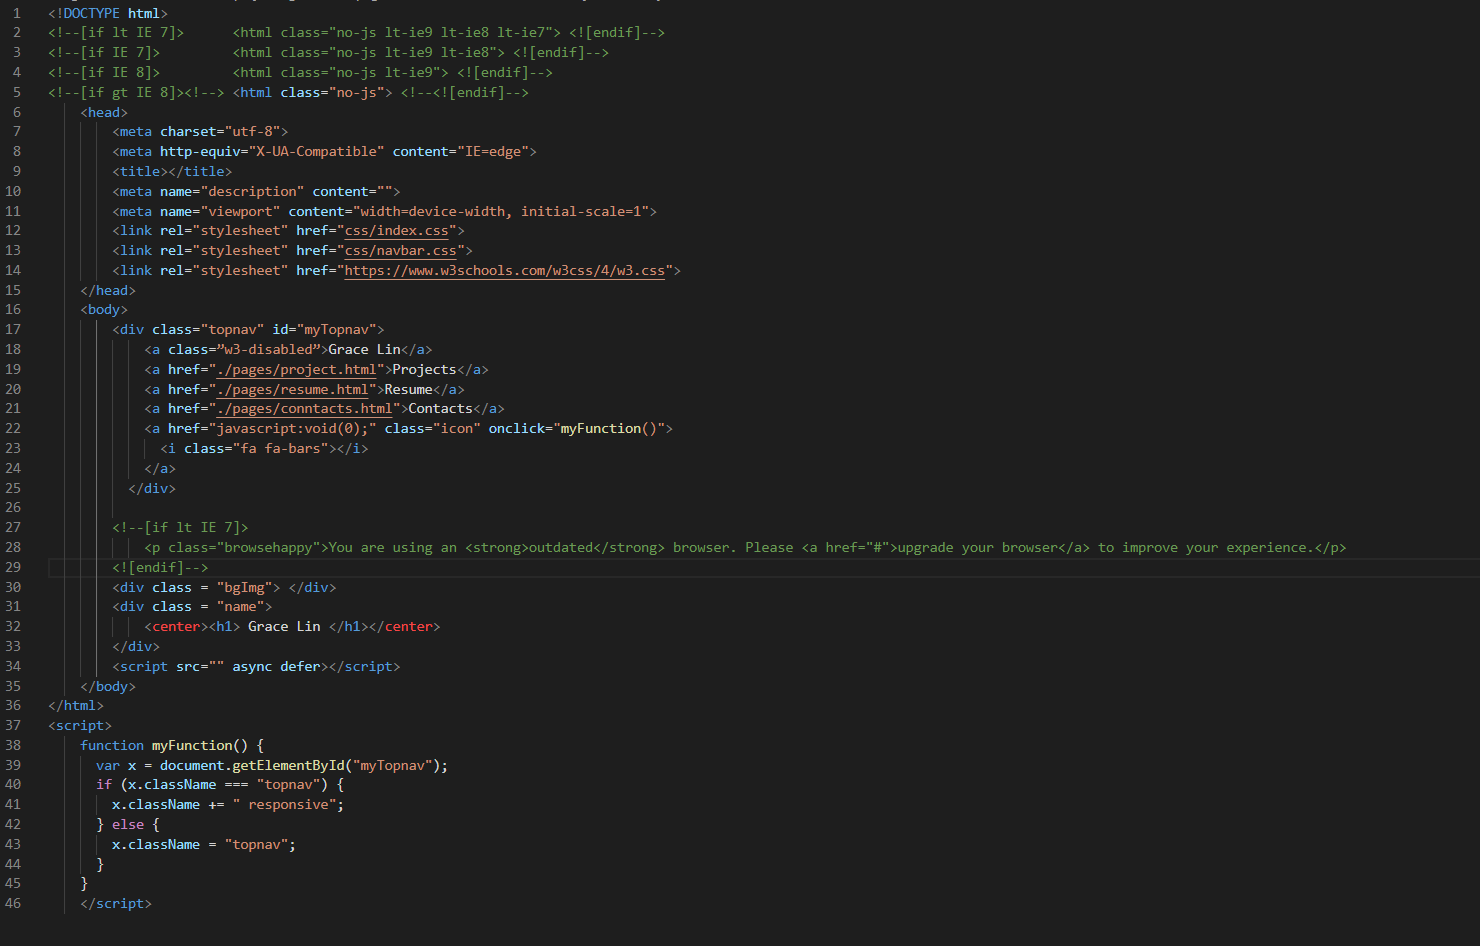 1 <!DOCTYPE html>
2 <!--[if lt IE 7]>      <html class="no-js lt-ie9 lt-ie8 lt-ie7"> <![endif]-->
3 <!--[if IE 7]>         <html class="no-js lt-ie9 lt-ie8"> <![endif]-->
4 <!--[if IE 8]>         <html class="no-js lt-ie9"> <![endif]-->
5 <!--[if gt IE 8]><!--> <html class="no-js"> <!--<![endif]-->
6     <head>
7         <meta charset="utf-8">
8         <meta http-equiv="X-UA-Compatible" content="IE=edge">
9         <title></title>
10         <meta name="description" content="">
11         <meta name="viewport" content="width=device-width, initial-scale=1">
12         <link rel="stylesheet" href="css/index.css">
13         <link rel="stylesheet" href="css/navbar.css">
14         <link rel="stylesheet" href="https://www.w3schools.com/w3css/4/w3.css">
15     </head>
16     <body>
17         <div class="topnav" id="myTopnav">
18             <a class=”w3-disabled”>Grace Lin</a>
19             <a href="./pages/project.html">Projects</a>
20             <a href="./pages/resume.html">Resume</a>
21             <a href="./pages/conntacts.html">Contacts</a>
22             <a href="javascript:void(0);" class="icon" onclick="myFunction()">
23               <i class="fa fa-bars"></i>
24             </a>
25           </div>
26
27         <!--[if lt IE 7]>
28             <p class="browsehappy">You are using an <strong>outdated</strong> browser. Please <a href="#">upgrade your browser</a> to improve your experience.</p>
29         <![endif]-->
30         <div class = "bgImg"> </div>
31         <div class = "name">
32             <center><h1> Grace Lin </h1></center>
33         </div>
34         <script src="" async defer></script>
35     </body>
36 </html>
37 <script>
38     function myFunction() {
39       var x = document.getElementById("myTopnav");
40       if (x.className === "topnav") {
41         x.className += " responsive";
42       } else {
43         x.className = "topnav";
44       }
45     }
46     </script>